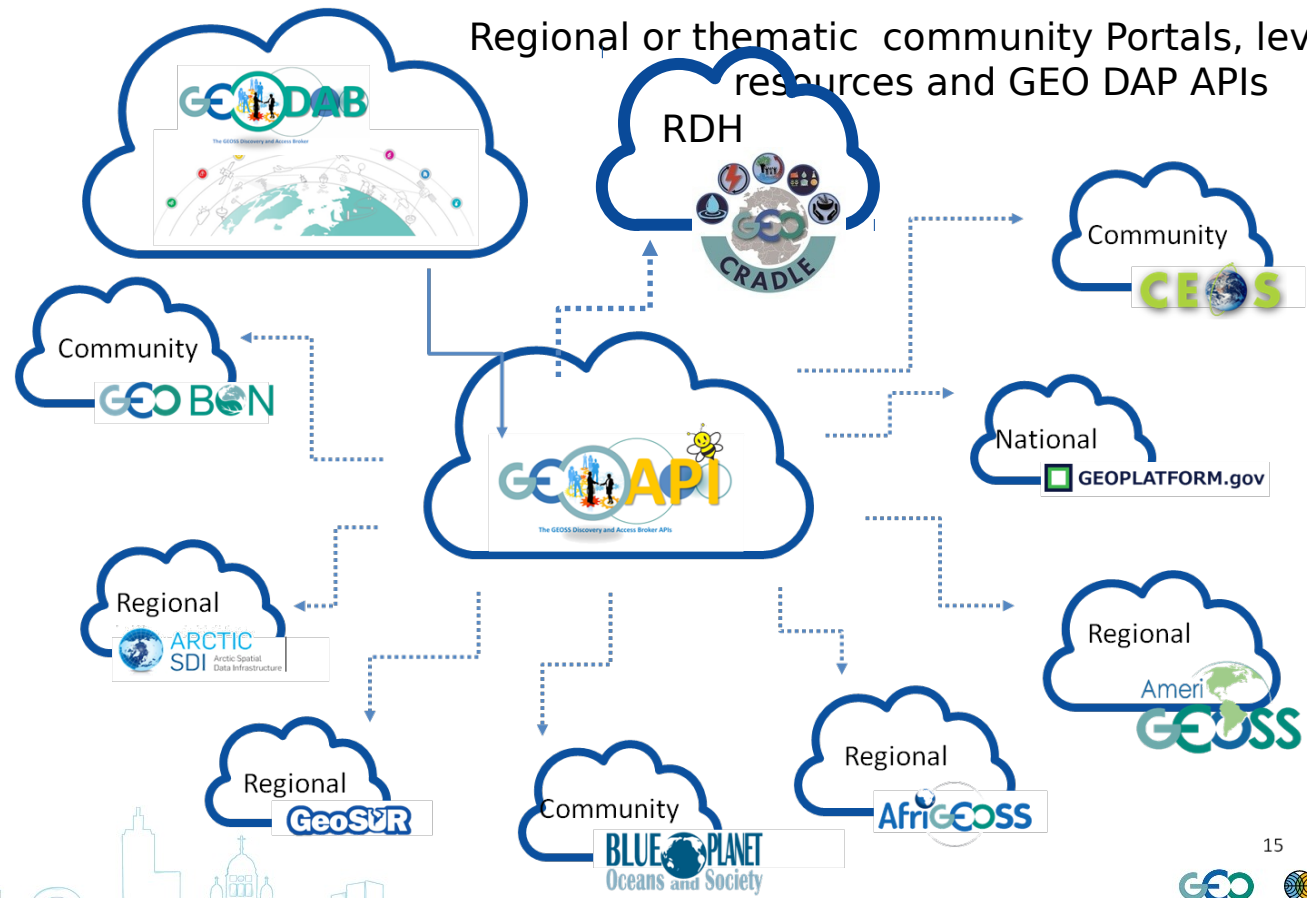 Regional or thematic  community Portals, lev
resources and GEO DAP APIs
GEO DAB
The GEOSS Discovery and Access Broker
RDH
GEO
CRADLE
Community
CEOS
Community
GEO BON
National
GEOPLATFORM.gov
GEO API
The GEOSS Discovery and Access Broker APIs
Regional
ARCTIC
SDI Arctic Spatial
Data Infrastructure
Regional
Ameri
GEOSS
Regional
GeoSUR
Community
BLUE PLANET
Oceans and Society
Regional
AfriGEOSS
15
GEO